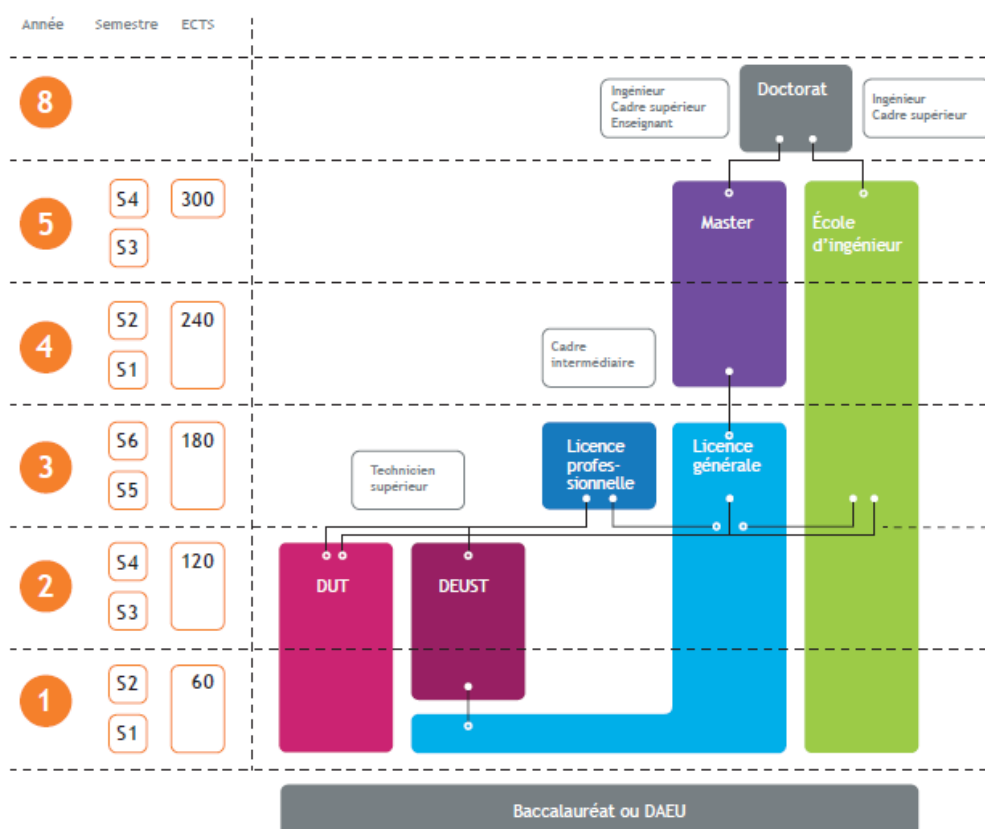 Année Semestre ECTS
8
Ingénieur
Cadre supérieur
Enseignant
Doctorat
Ingénieur
Cadre supérieur
5
S4
300
S3
Master
École
d'ingénieur
4
S2
240
S1
Cadre
intermédiaire
3
S6
180
S5
Technicien
supérieur
Licence
profes-
sionnelle
Licence
générale
2
S4
120
S3
DUT
DEUST
1
S2
60
S1
Baccalauréat ou DAEU